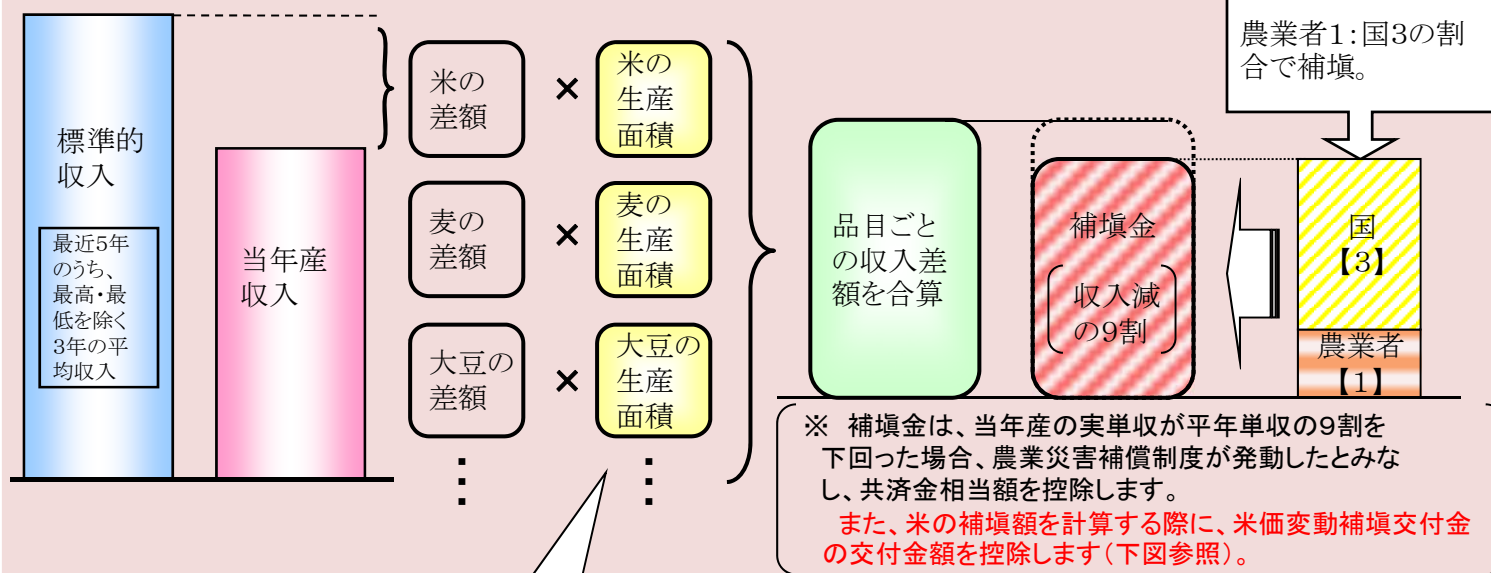 標準的
収入
最近5年
のうち、
最高・最
低を除く
3年の平
均収入
当年産
収入
米の
差額
×
米の
生産
面積
麦の
差額
×
麦の
生産
面積
大豆の
差額
×
大豆の
生産
面積
品目ごと
の収入差
額を合算
補塡金
収入減
の9割
農業者1:国3の割
合で補塡。
国
【3】
農業者
【1】
※ 補塡金は、当年産の実単収が平年単収の9割を
下回った場合、農業災害補償制度が発動したとみな
し、共済金相当額を控除します。
また、米の補塡額を計算する際に、米価変動補塡交付金
の交付金額を控除します(下図参照)。